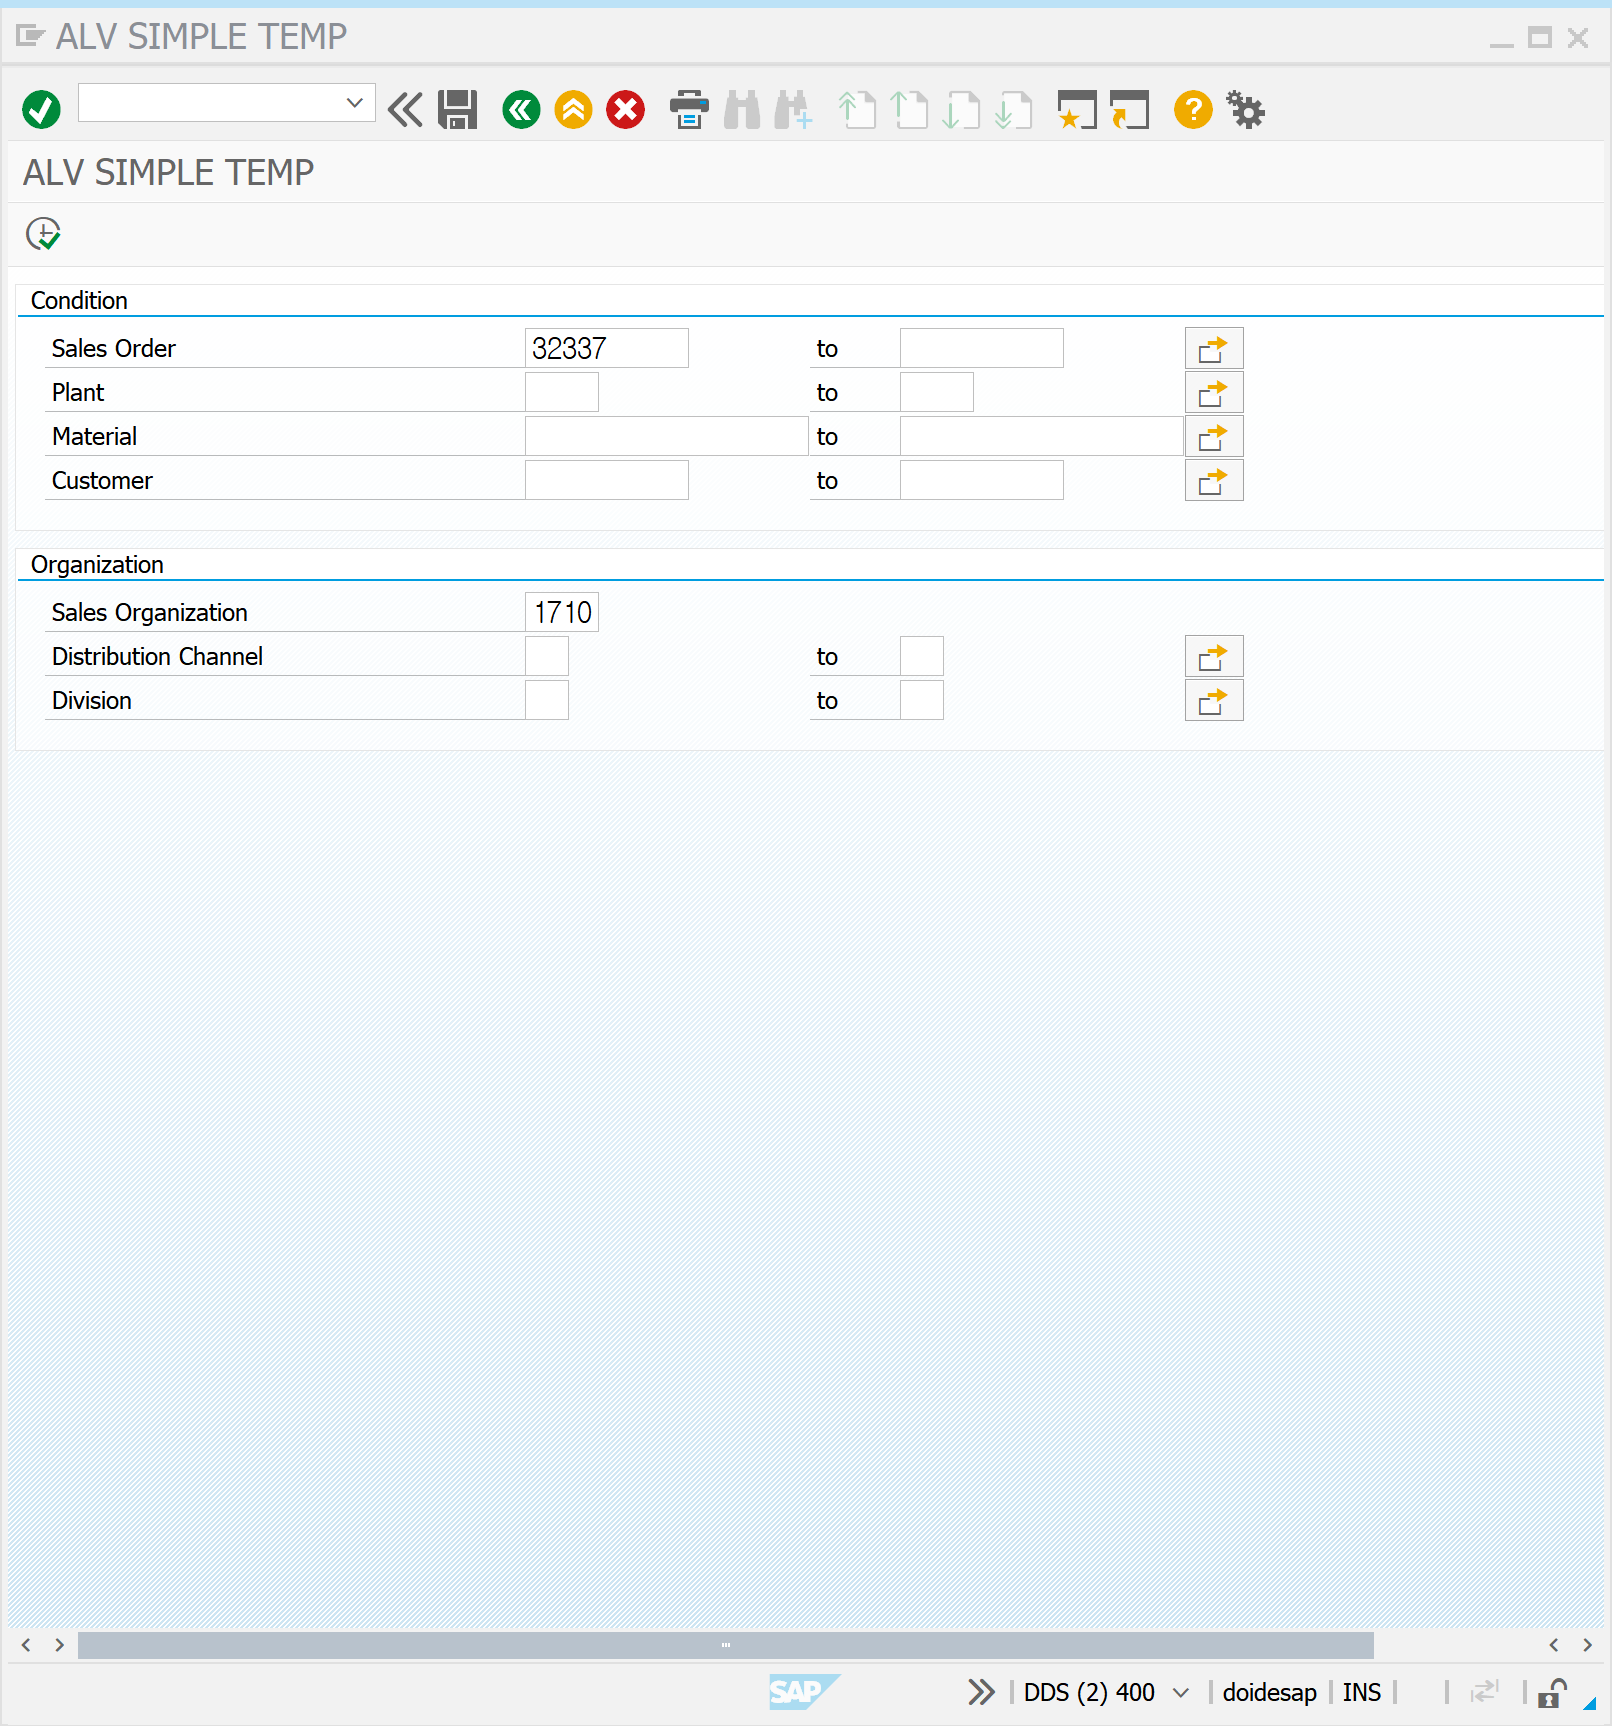 ALV SIMPLE TEMP
ALV SIMPLE TEMP
Condition
Sales Order 32337 to
Plant to
Material to
Customer to
Organization
Sales Organization 1710
Distribution Channel to
Division to
SAP DDS (2) 400 doidesap INS